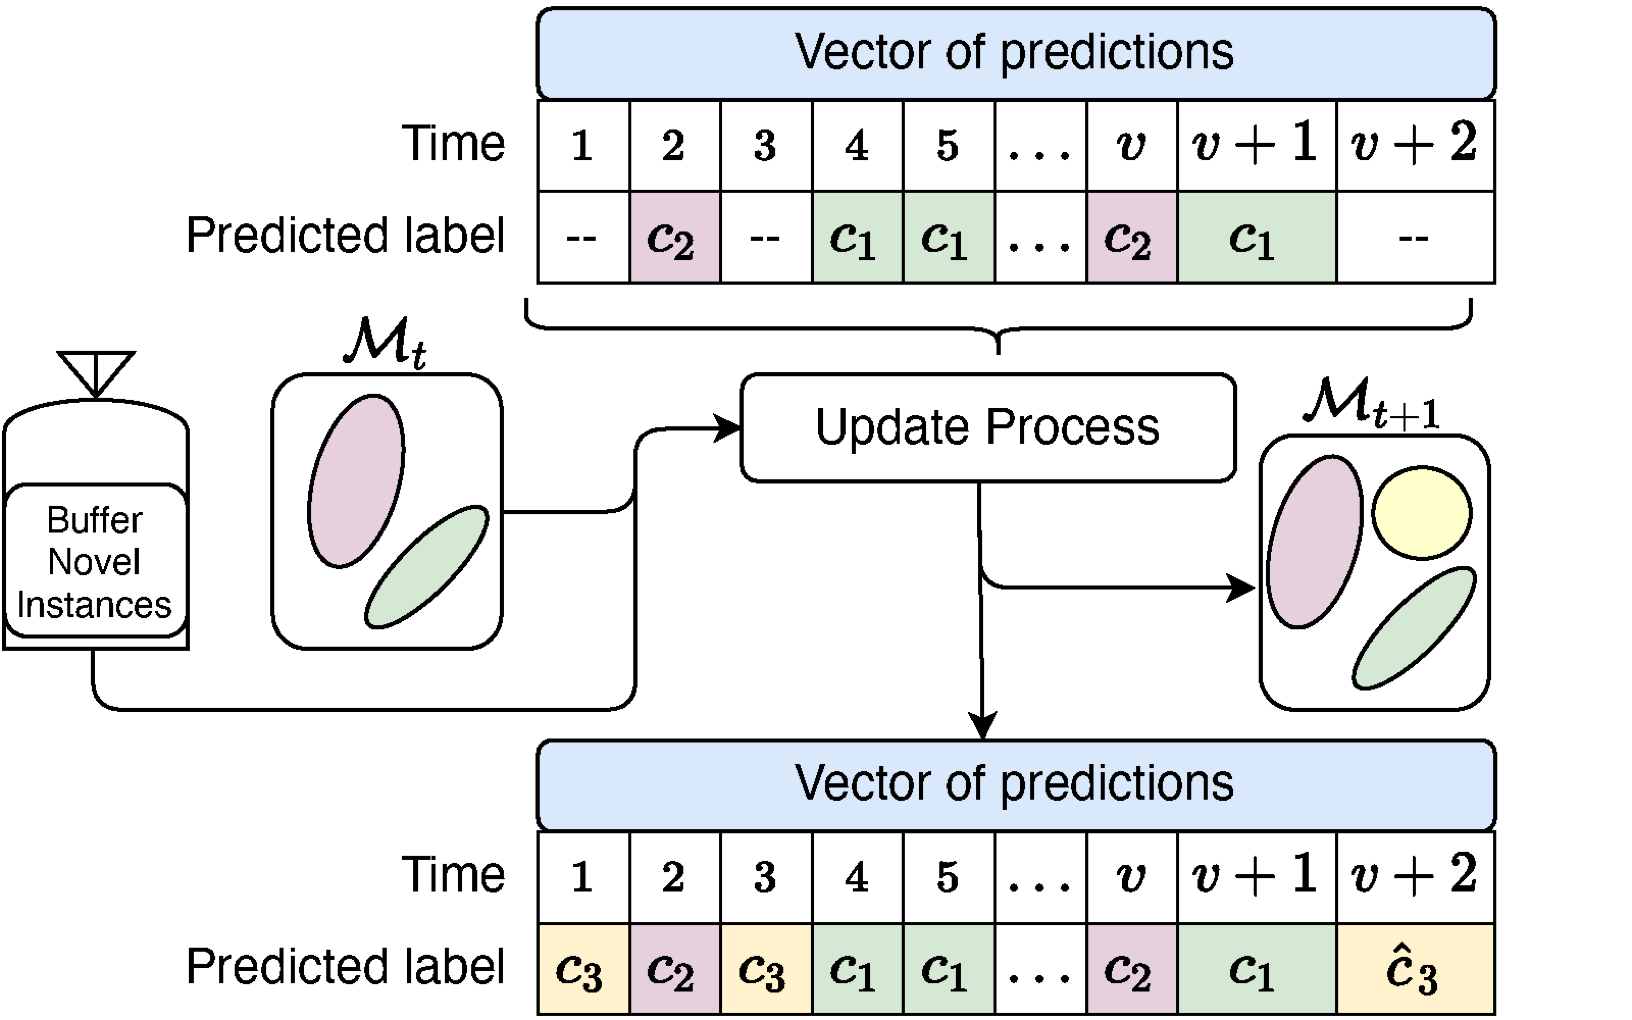 Vector of predictions
Time 1 2 3 4 5 ... v v + 1 v + 2
Predicted label -- c₂ -- c₁ c₁ ... c₂ c₁ --
ℳₜ
Update Process
ℳₜ₊₁
Buffer
Novel
Instances
Vector of predictions
Time 1 2 3 4 5 ... v v + 1 v + 2
Predicted label c₃ c₂ c₃ c₁ c₁ ... c₂ c₁ ĉ₃